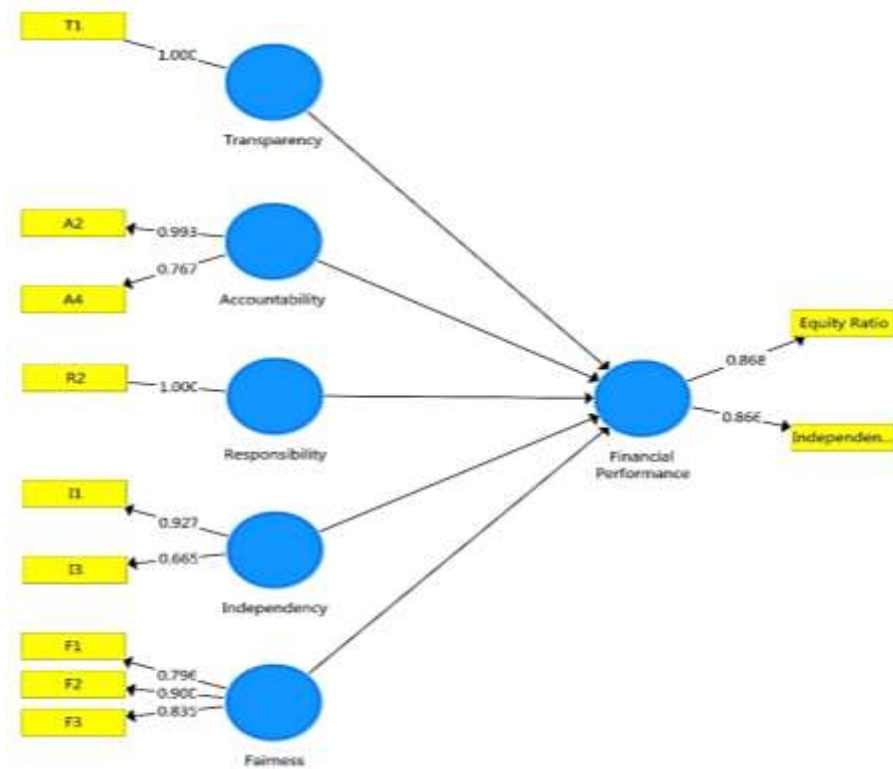 T1
1.000
Transparency
A2
0.993
0.767
A4
Accountability
R2
1.000
Responsibility
I1
0.927
0.665
I3
Independency
F1
0.796
F2
0.900
F3
0.835
Fairness
Financial
Performance
Equity Ratio
0.868
0.866
Independen...